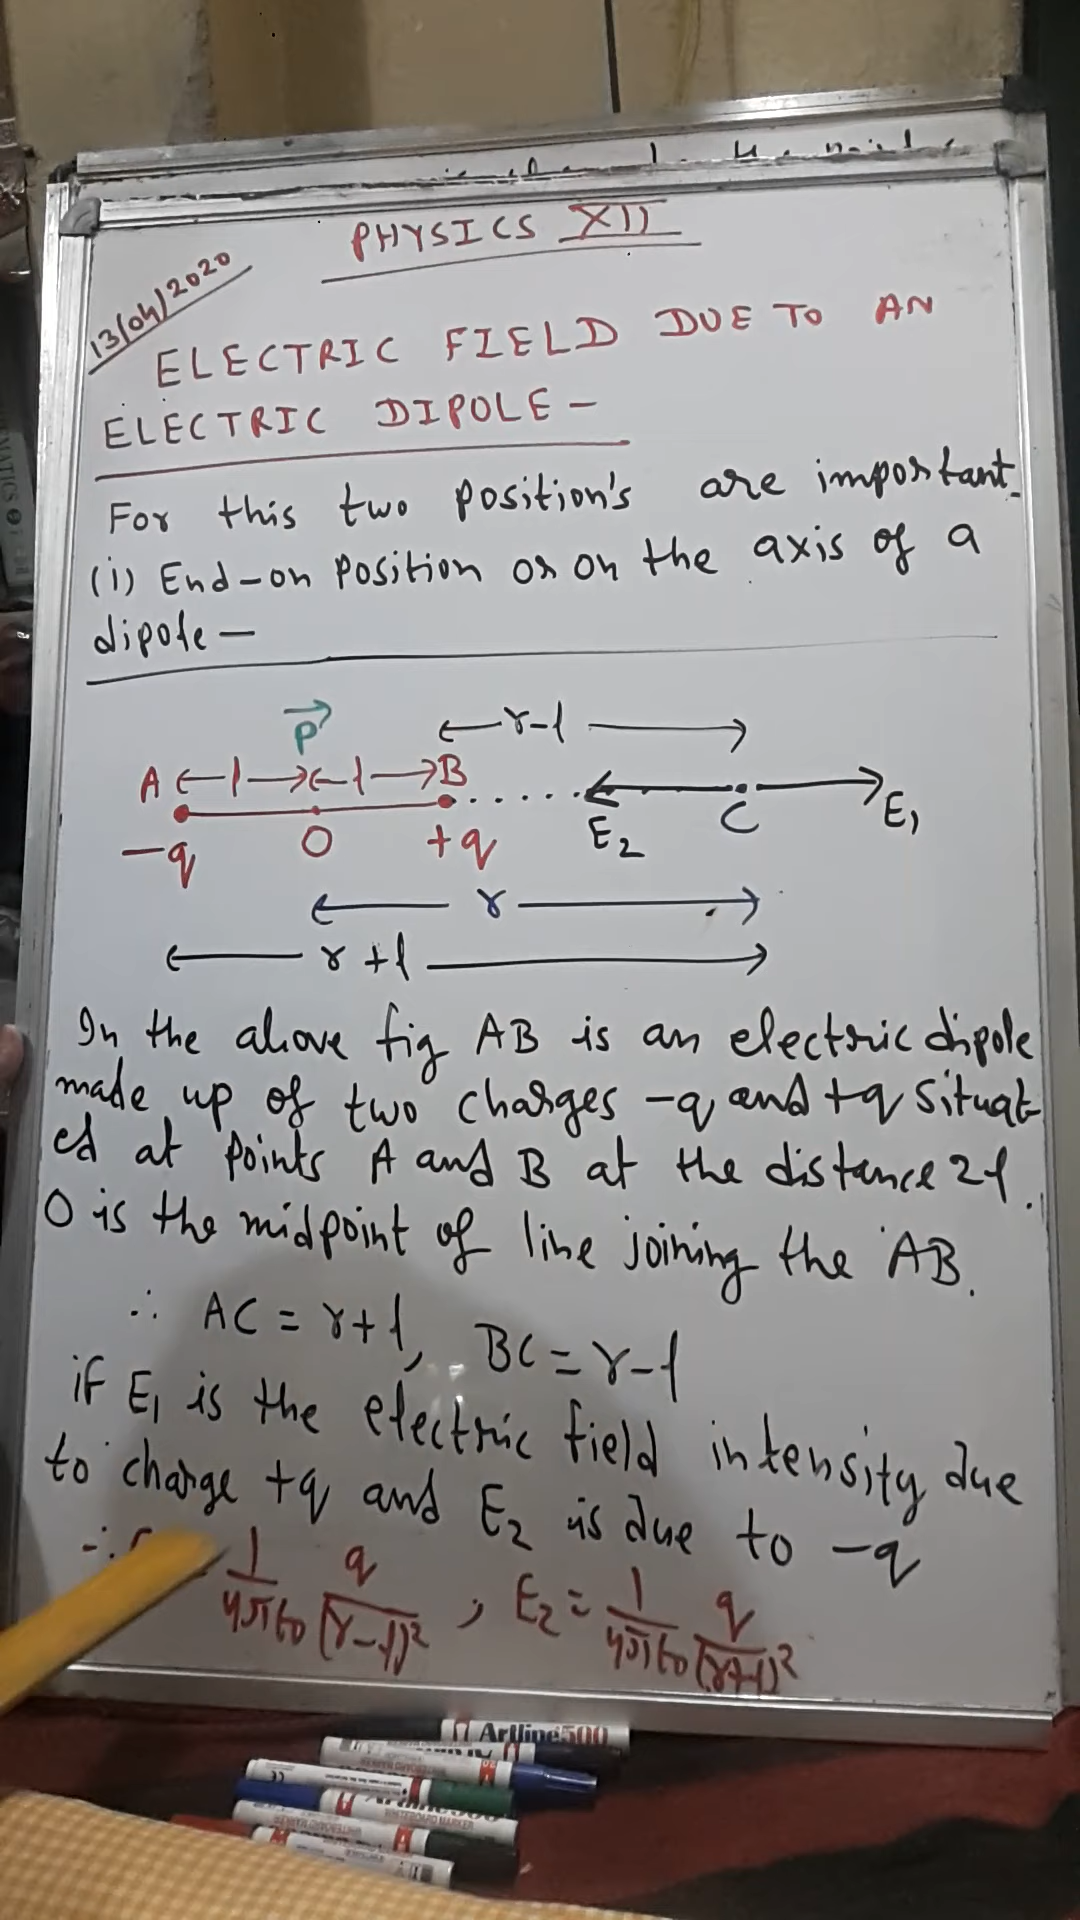 PHYSICS XII
13/04/2020
ELECTRIC FIELD DUE TO AN
ELECTRIC DIPOLE –
For this two position's are important.
(i) End-on position or on the axis of a
dipole –
P⃗
←r-l→
A ←l→←l→ B
-q O +q E₂ C E₁
← r →
← r+l →
In the above fig AB is an electric dipole
made up of two charges -q and +q situat
ed at points A and B at the distance 2l.
O is the midpoint of line joining the AB.
∴ AC = r+l, BC = r-l
if E₁ is the electric field intensity due
to charge +q and E₂ is due to -q
∴ 1/4πϵ₀ q/(r-l)², E₂ = 1/4πϵ₀ q/(r+l)²
Artline 500